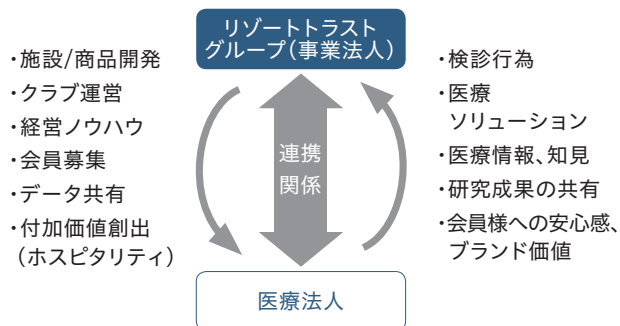 リゾートトラスト
グループ（事業法人）
・施設/商品開発
・クラブ運営
・経営ノウハウ
・会員募集
・データ共有
・付加価値創出
（ホスピタリティ）
連携
関係
・検診行為
・医療
ソリューション
・医療情報、知見
・研究成果の共有
・会員様への安心感、
ブランド価値
医療法人